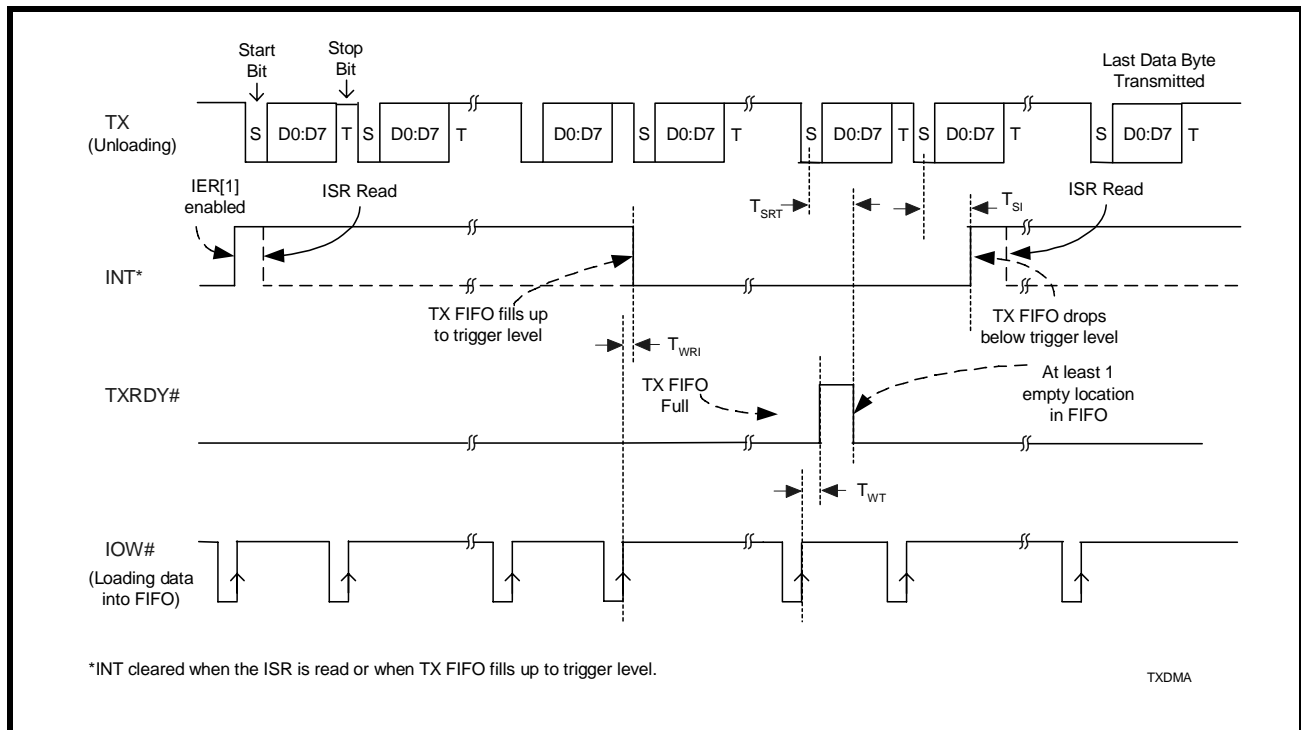 Start
Bit
Stop
Bit
Last Data Byte
Transmitted
TX
(Unloading)
S D0:D7 T S D0:D7 T D0:D7 S D0:D7 T S D0:D7 T S D0:D7 T S D0:D7 T
IER[1]
enabled
ISR Read
TSRT
TSI
ISR Read
INT*
TX FIFO fills up
to trigger level
TX FIFO drops
below trigger level
TWRI
TXRDY#
TX FIFO
Full
At least 1
empty location
in FIFO
TWT
IOW#
(Loading data
into FIFO)
*INT cleared when the ISR is read or when TX FIFO fills up to trigger level.
TXDMA